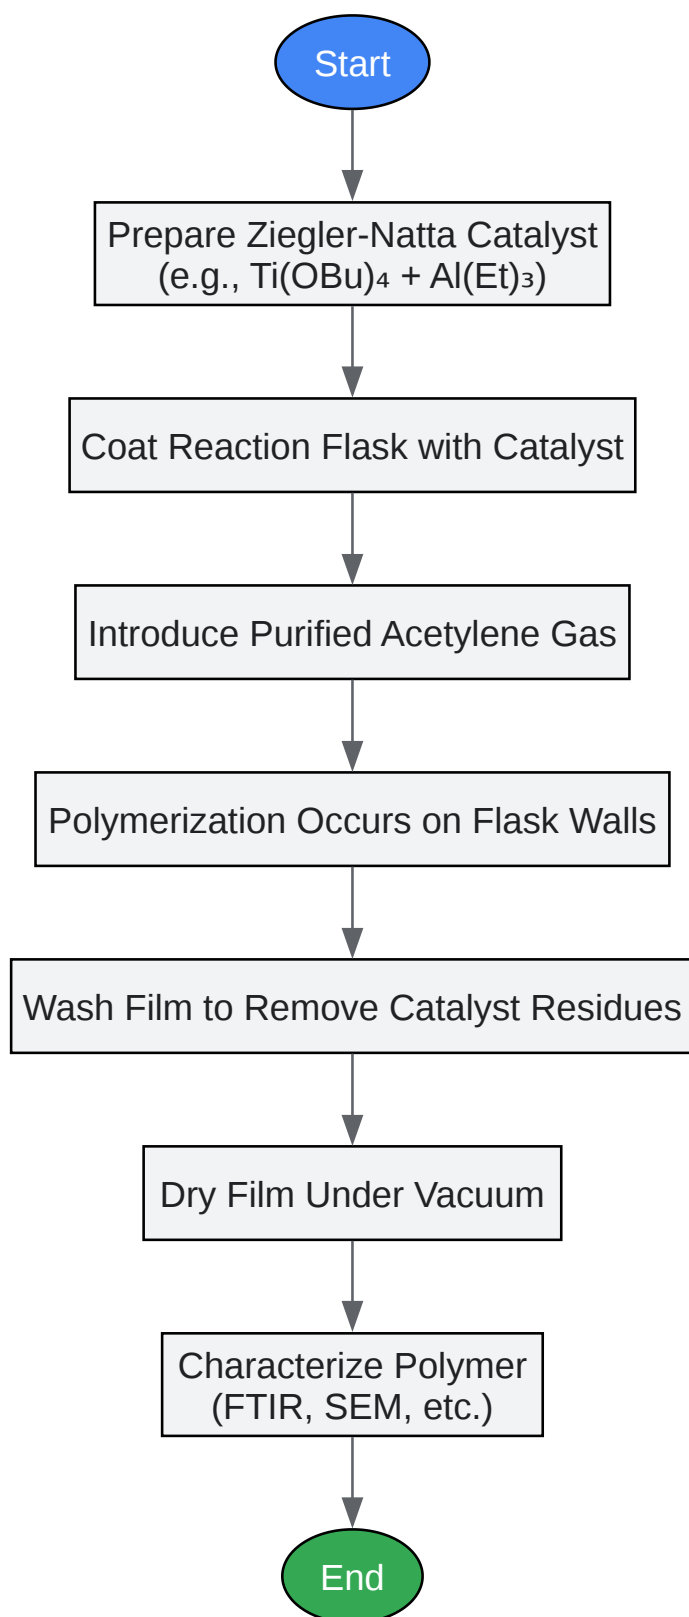 Start
Prepare Ziegler-Natta Catalyst
(e.g., Ti(OBu)₄ + Al(Et)₃)
Coat Reaction Flask with Catalyst
Introduce Purified Acetylene Gas
Polymerization Occurs on Flask Walls
Wash Film to Remove Catalyst Residues
Dry Film Under Vacuum
Characterize Polymer
(FTIR, SEM, etc.)
End